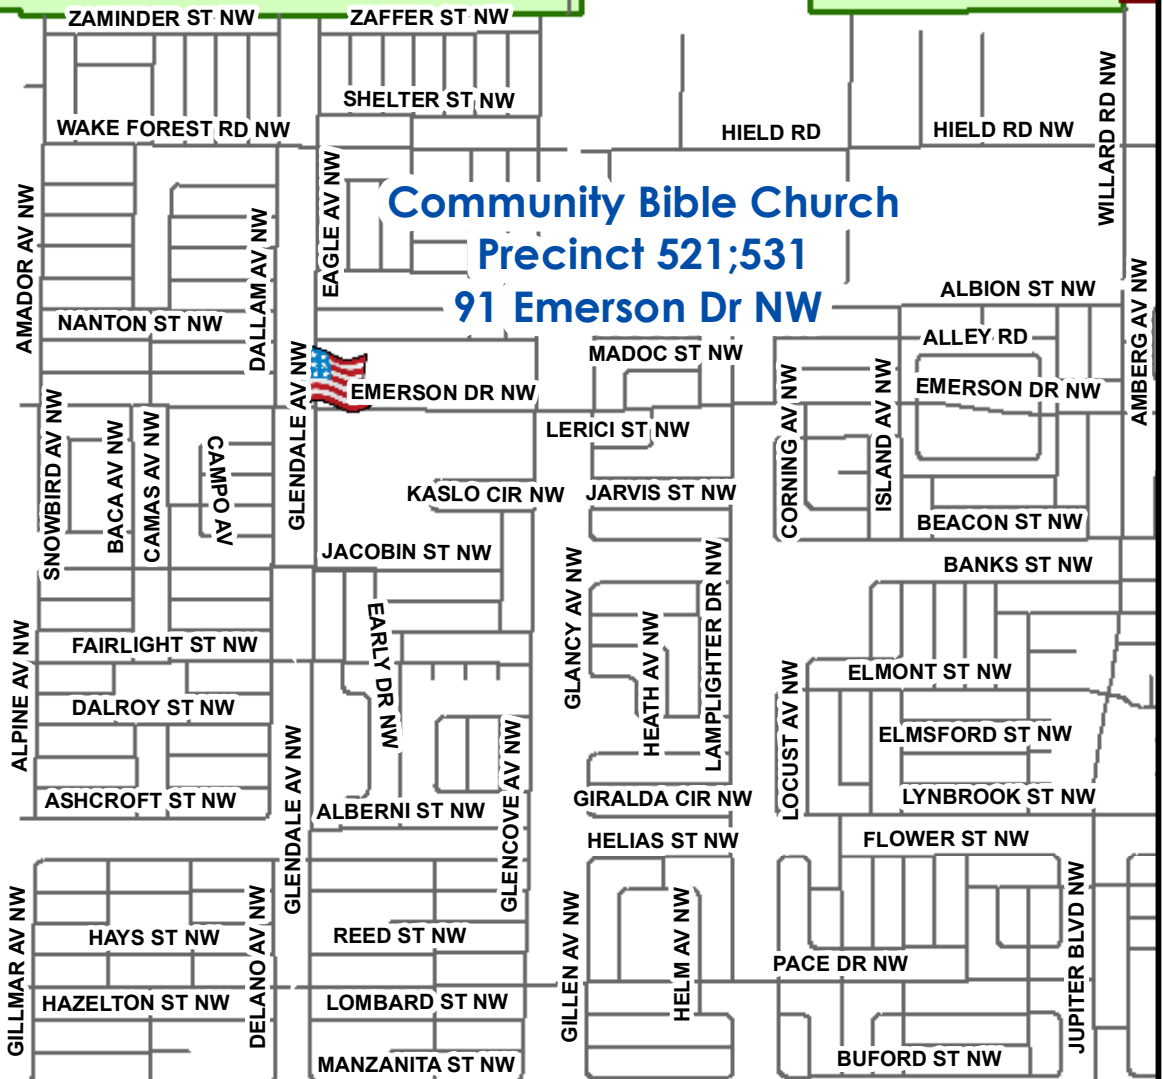 ZAMINDER ST NW
ZAFFER ST NW
SHELTER ST NW
WAKE FOREST RD NW
HIELD RD
HIELD RD NW
WILLARD RD NW
AMADOR AV NW
EAGLE AV NW
DALLAM AV NW
Community Bible Church
Precinct 521;531
91 Emerson Dr NW
ALBION ST NW
AMBERG AV NW
NANTON ST NW
ALLEY RD
MADOC ST NW
GLENDALE AV NW
EMERSON DR NW
EMERSON DR NW
CORNING AV NW
ISLAND AV NW
SNOWBIRD AV NW
BACA AV NW
CAMAS AV NW
CAMPO AV
LERICI ST NW
KASLO CIR NW
JARVIS ST NW
BEACON ST NW
JACOBIN ST NW
BANKS ST NW
GLANCY AV NW
LAMPLIGHTER DR NW
EARLY DR NW
HEATH AV NW
ALPINE AV NW
FAIRLIGHT ST NW
ELMONT ST NW
LOCUST AV NW
DALROY ST NW
ELMSFORD ST NW
GLENDALE AV NW
GLENCOVE AV NW
ASHCROFT ST NW
ALBERNI ST NW
GIRALDA CIR NW
LYNBROOK ST NW
HELIAS ST NW
FLOWER ST NW
GILLMAR AV NW
DELANO AV NW
GILLEN AV NW
HELM AV NW
JUPITER BLVD NW
HAYS ST NW
REED ST NW
PACE DR NW
HAZELTON ST NW
LOMBARD ST NW
MANZANITA ST NW
BUFORD ST NW